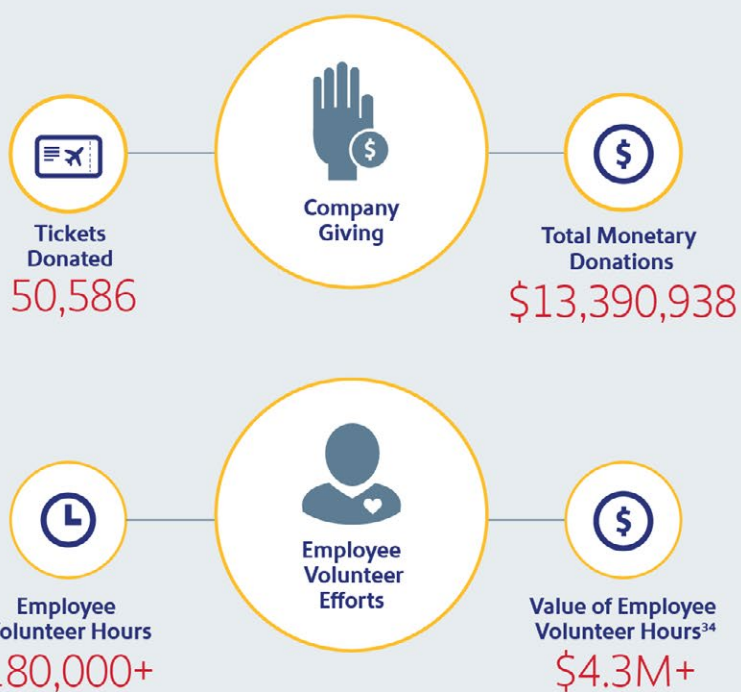 $
Company
Giving
Tickets
Donated
50,586
$
Total Monetary
Donations
$13,390,938
Employee
Volunteer
Efforts
Employee
olunteer Hours
80,000+
$
Value of Employee
Volunteer Hours³⁴
$4.3M+